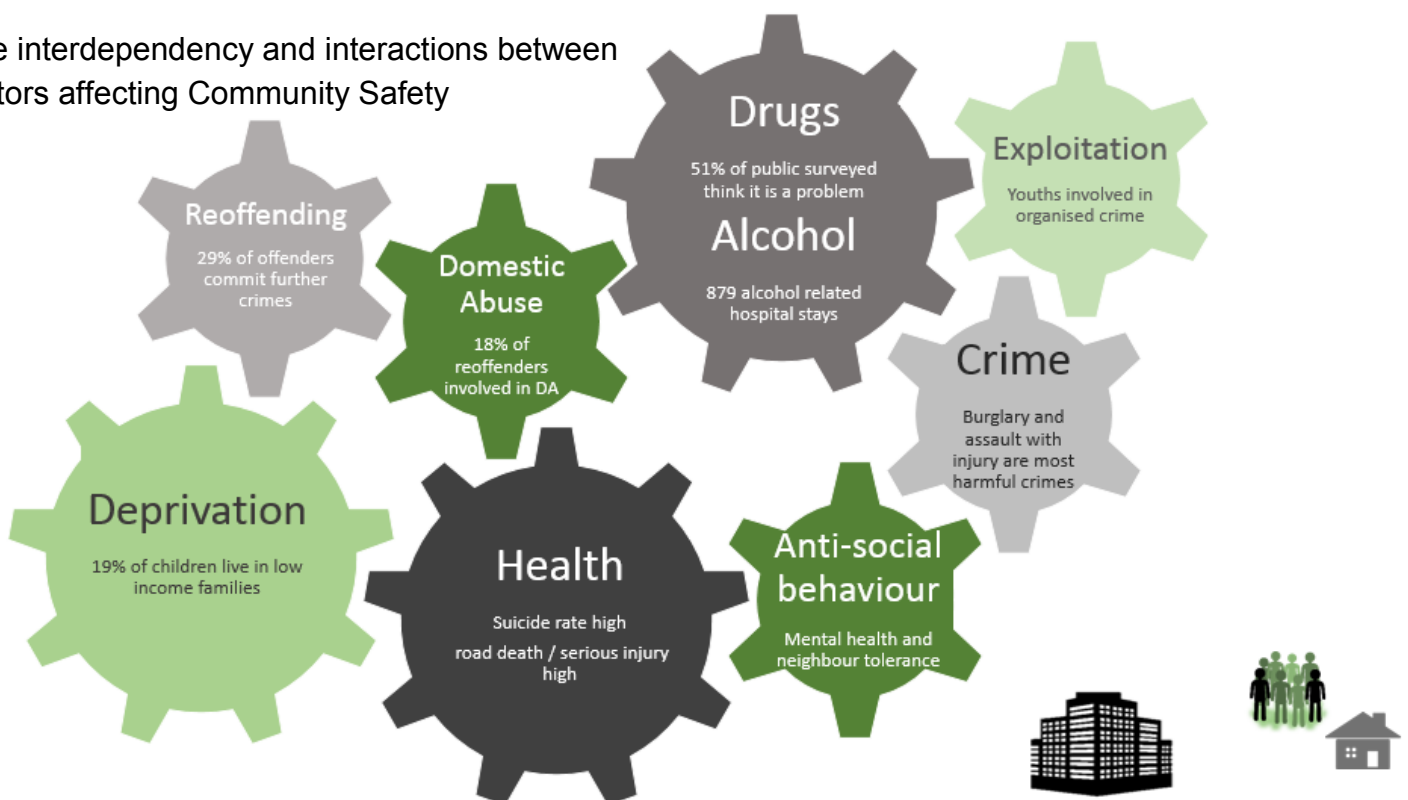 e interdependency and interactions between
tors affecting Community Safety
Drugs
51% of public surveyed
think it is a problem
Alcohol
879 alcohol related
hospital stays
Exploitation
Youths involved in
organised crime
Reoffending
29% of offenders
commit further
crimes
Domestic
Abuse
18% of
reoffenders
involved in DA
Crime
Burglary and
assault with
injury are most
harmful crimes
Deprivation
19% of children live in low
income families
Health
Suicide rate high
road death / serious injury
high
Anti-social
behaviour
Mental health and
neighbour tolerance